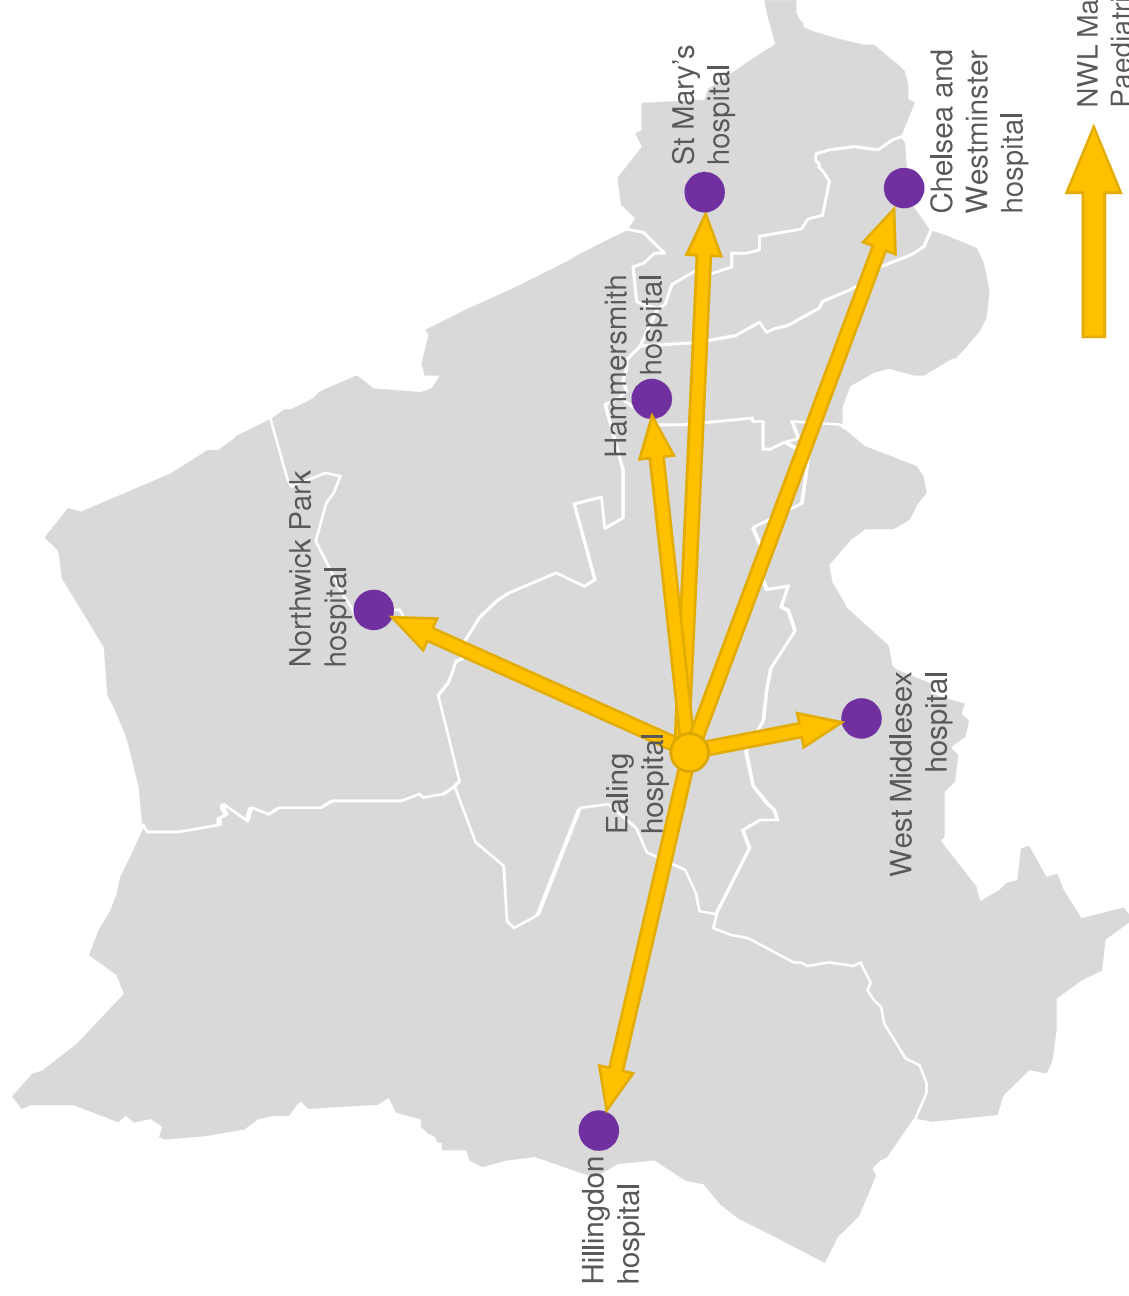 Northwick Park
hospital
Hammersmith
hospital
St Mary's
hospital
Chelsea and
Westminster
hospital
Ealing
hospital
West Middlesex
hospital
Hillingdon
hospital
NWL